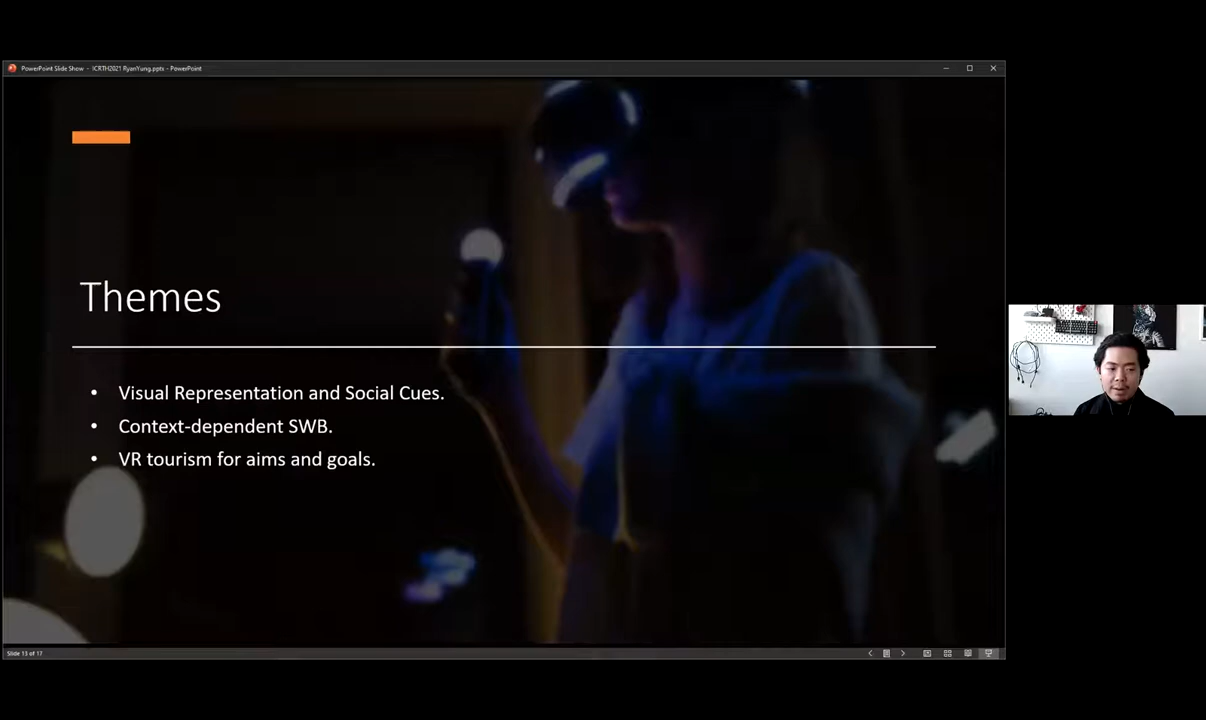 PowerPoint Slide Show - ICRTH2021 RyanYung.pptx - PowerPoint
Themes
• Visual Representation and Social Cues.
• Context-dependent SWB.
• VR tourism for aims and goals.
Slide 13 of 17